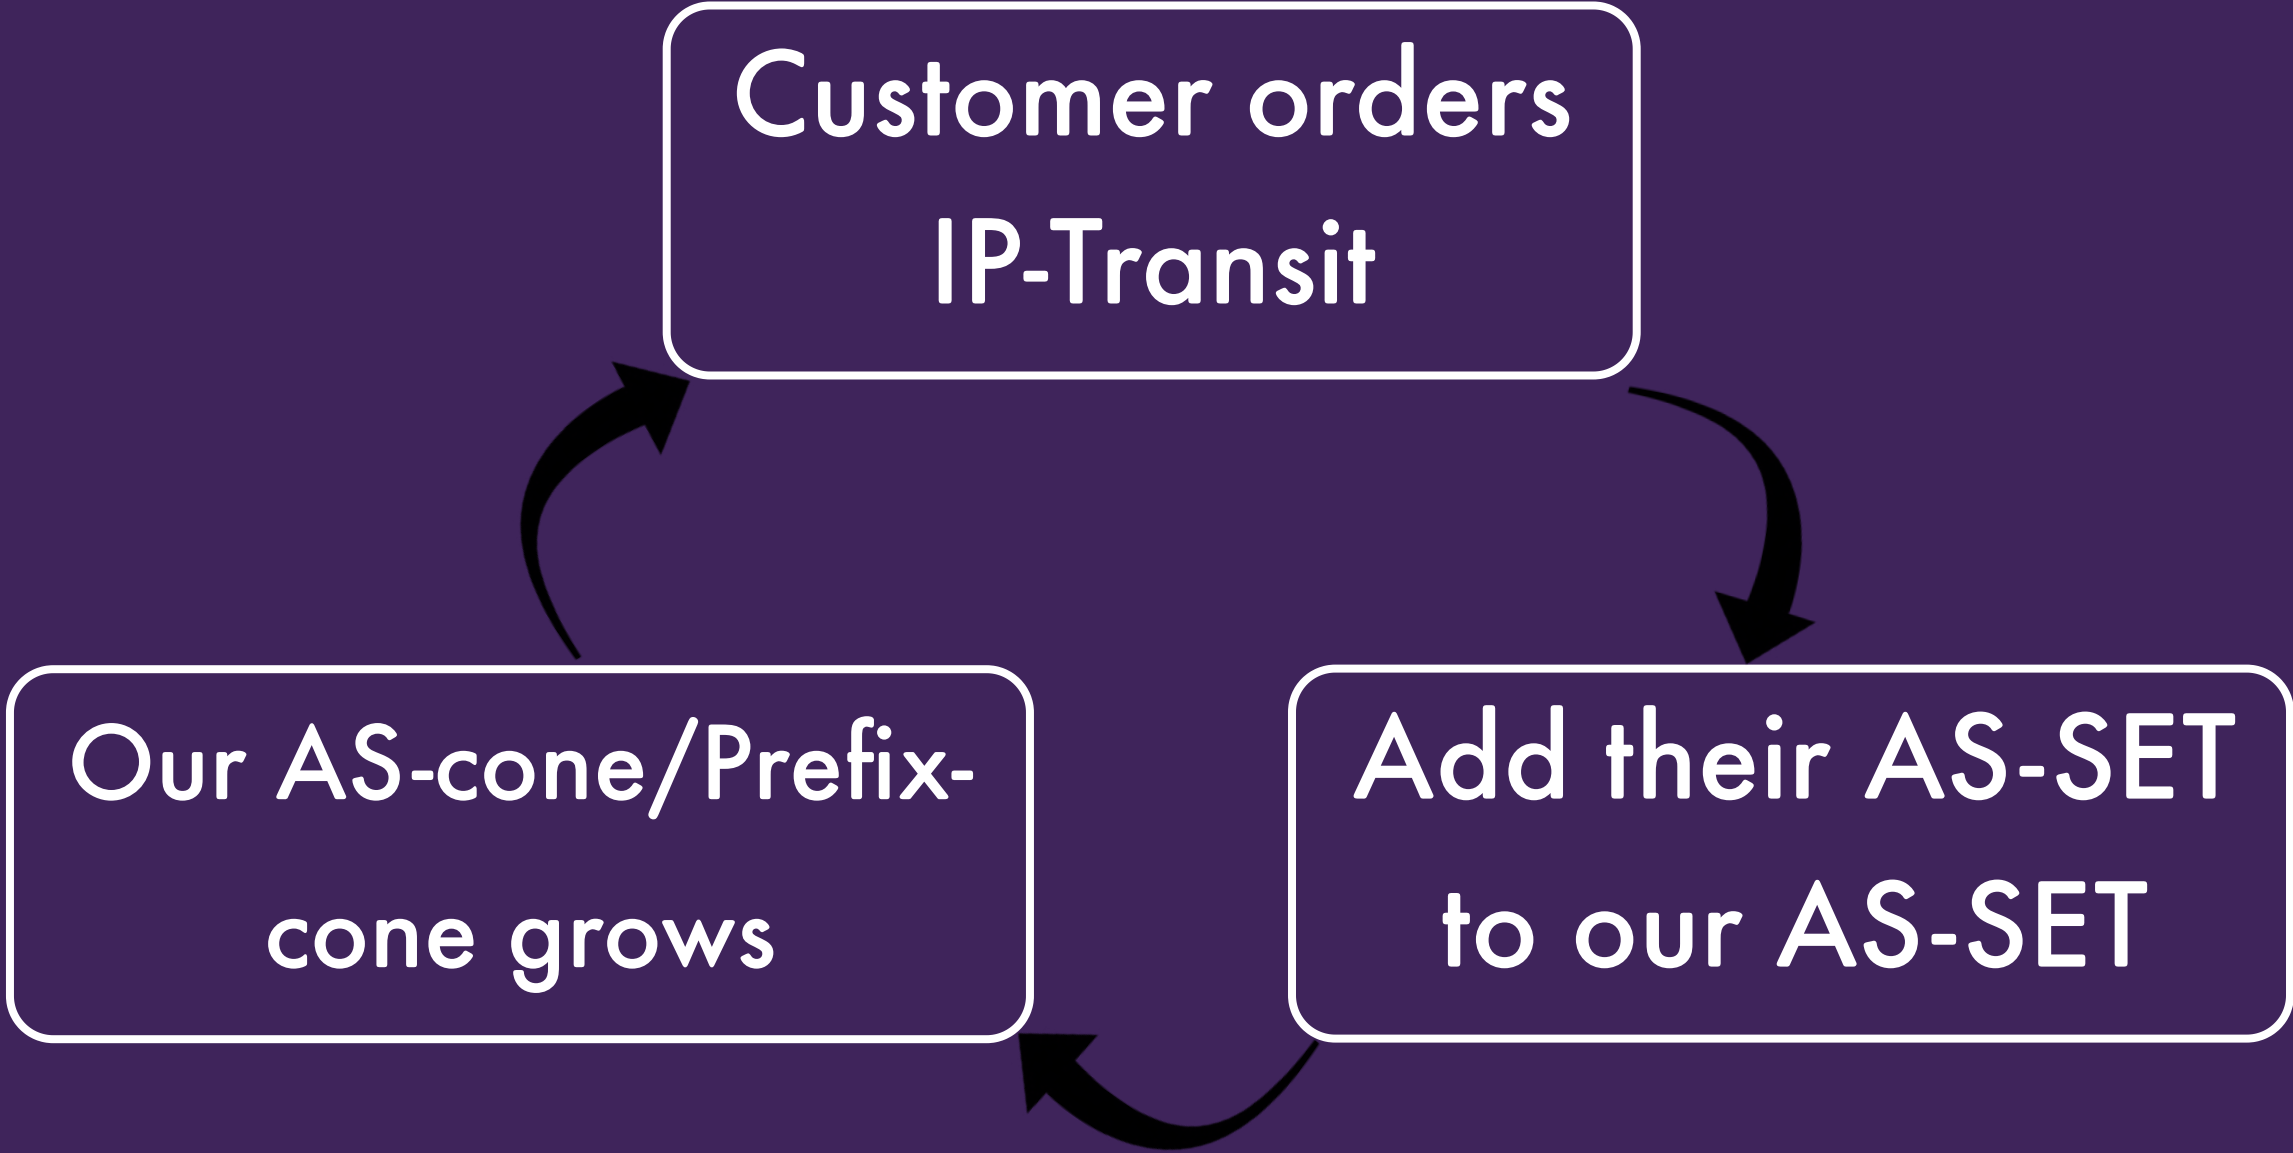 Customer orders
IP-Transit
Add their AS-SET
to our AS-SET
Our AS-cone/Prefix-
cone grows